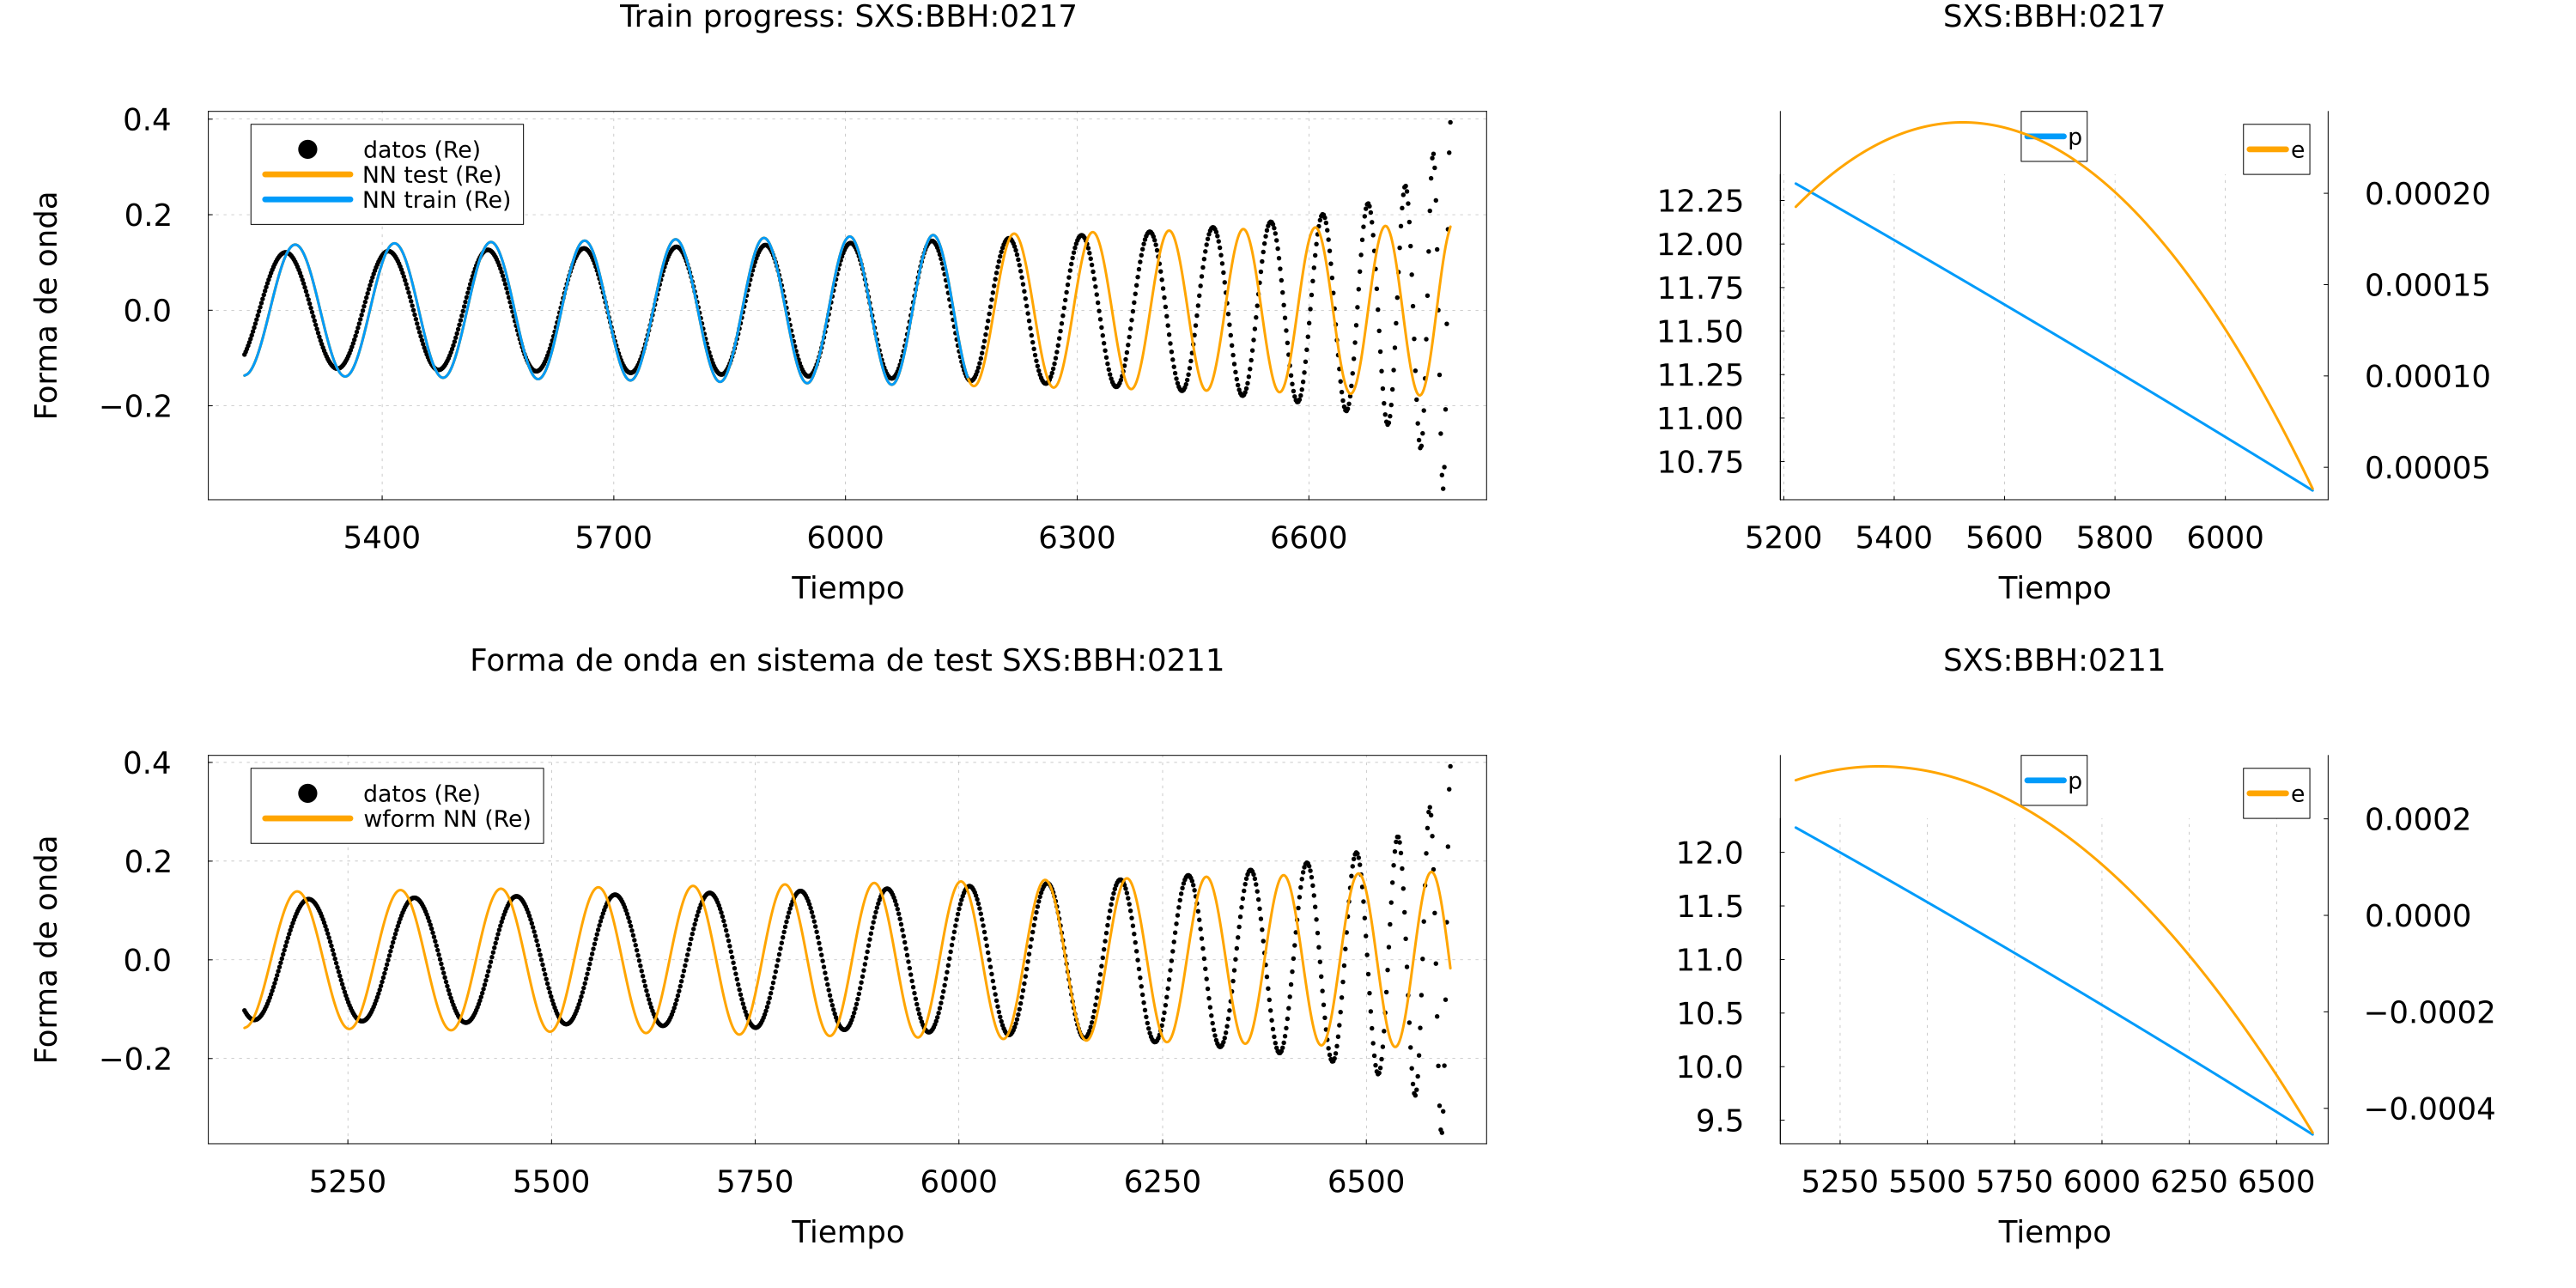 Train progress: SXS:BBH:0217
Forma de onda
0.4
0.2
0.0
−0.2
datos (Re)
NN test (Re)
NN train (Re)
5400 5700 6000 6300 6600
Tiempo
SXS:BBH:0217
12.25
12.00
11.75
11.50
11.25
11.00
10.75
p
e
0.00020
0.00015
0.00010
0.00005
5200 5400 5600 5800 6000
Tiempo
Forma de onda en sistema de test SXS:BBH:0211
Forma de onda
0.4
0.2
0.0
−0.2
datos (Re)
wform NN (Re)
5250 5500 5750 6000 6250 6500
Tiempo
SXS:BBH:0211
12.0
11.5
11.0
10.5
10.0
9.5
p
e
0.0002
0.0000
−0.0002
−0.0004
5250 5500 5750 6000 6250 6500
Tiempo